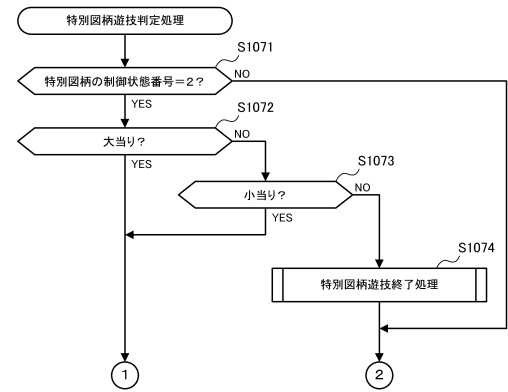 特別図柄遊技判定処理
S1071
特別図柄の制御状態番号=2?
NO
YES
S1072
大当り?
NO
YES
S1073
小当り?
NO
YES
S1074
特別図柄遊技終了処理
1
2